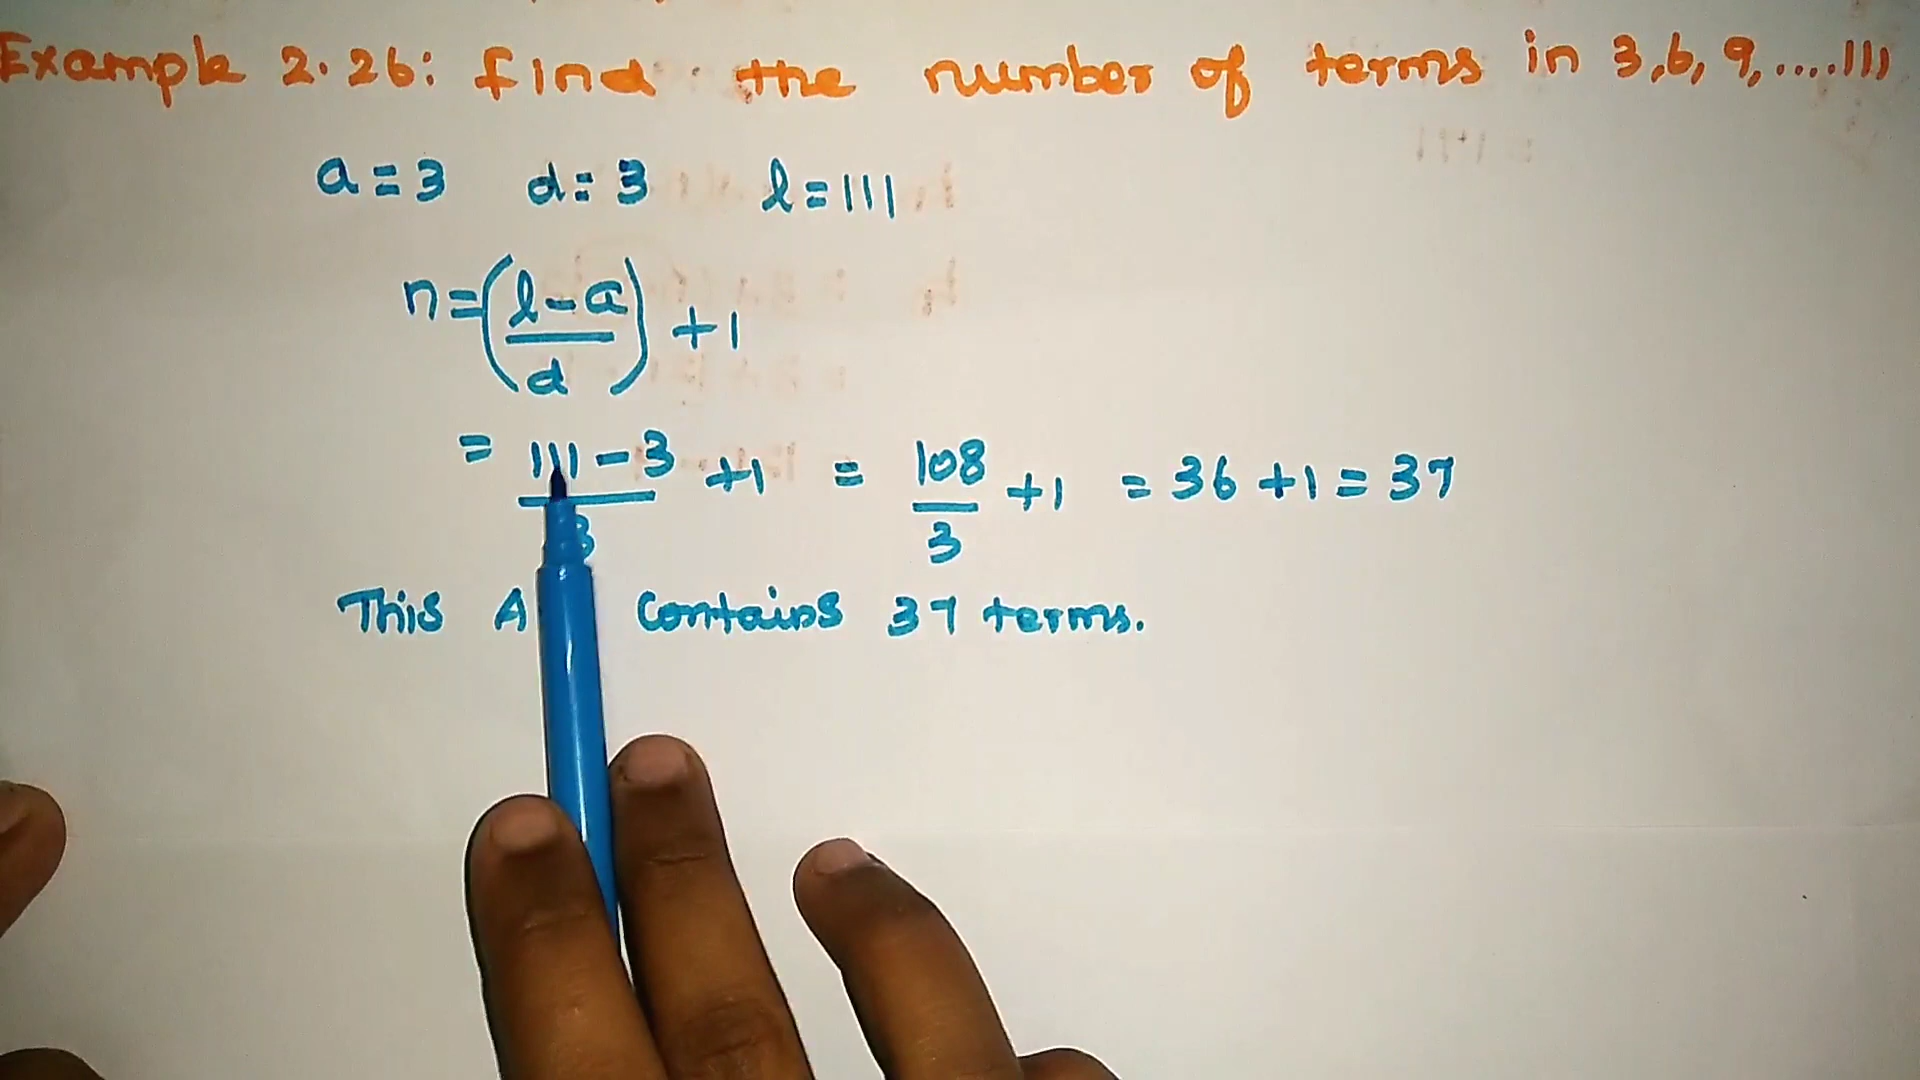 Example 2.26: find the number of terms in 3,6,9,....111
a=3 d=3 l=111
n=(l-a/d)+1
= 111-3/3 +1 = 108/3 +1 = 36+1=37
This A contains 37 terms.